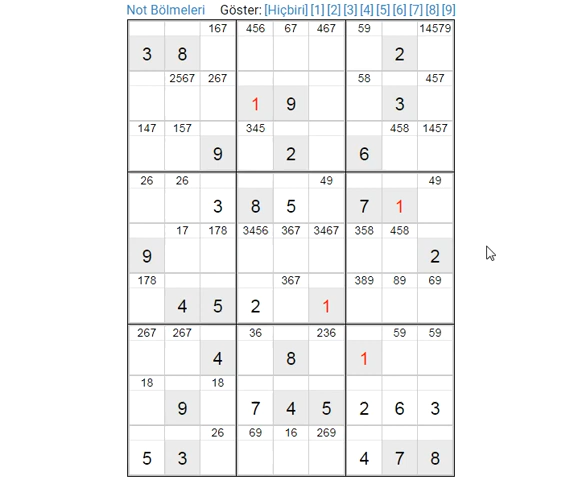 Not Bölmeleri Göster: [Hiçbiri] [1] [2] [3] [4] [5] [6] [7] [8] [9]
167 456 67 467 59 14579
3 8 2
2567 267 58 457
1 9 3
147 157 345 458 1457
9 2 6
26 26 49 49
3 8 5 7 1
17 178 3456 367 3467 358 458
9 2
178 367 389 89 69
4 5 2 1
267 267 36 236 59 59
4 8 1
18 18
9 7 4 5 2 6 3
26 69 16 269
5 3 4 7 8